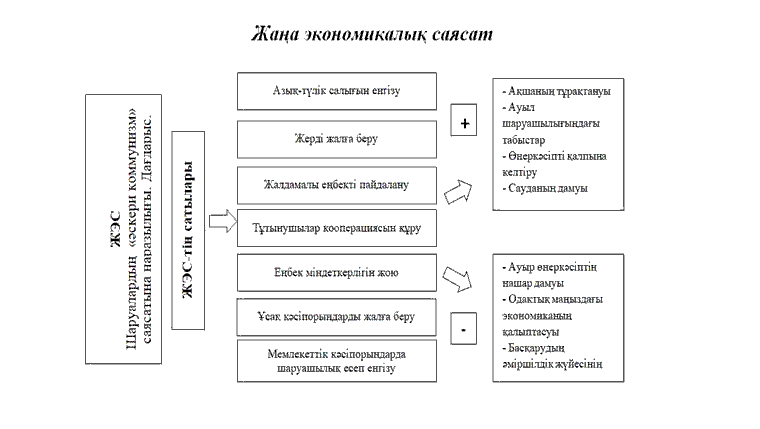 Жаңа экономикалық саясат
ЖЭС
Шаруалардың «әскери коммунизм»
саясатына наразылығы. Дағдарыс.
ЖЭС-тің сатылары
Азық-түлік салығын енгізу
Жерді жалға беру
Жалдамалы еңбекті пайдалану
Тұтынушылар кооперациясын құру
Еңбек міндеткерлігін жою
Ұсақ кәсіпорындарды жалға беру
Мемлекеттік кәсіпорындарда
шаруашылық есеп енгізу
+
- Ақшаның тұрақтануы
- Ауыл
шаруашылығындағы
табыстар
- Өнеркәсіпті қалпына
келтіру
- Сауданың дамуы
-
- Ауыр өнеркәсіптің
нашар дамуы
- Одақтық маңыздағы
экономиканың
қалыптасуы
- Басқарудың
әміршілдік жүйесінің